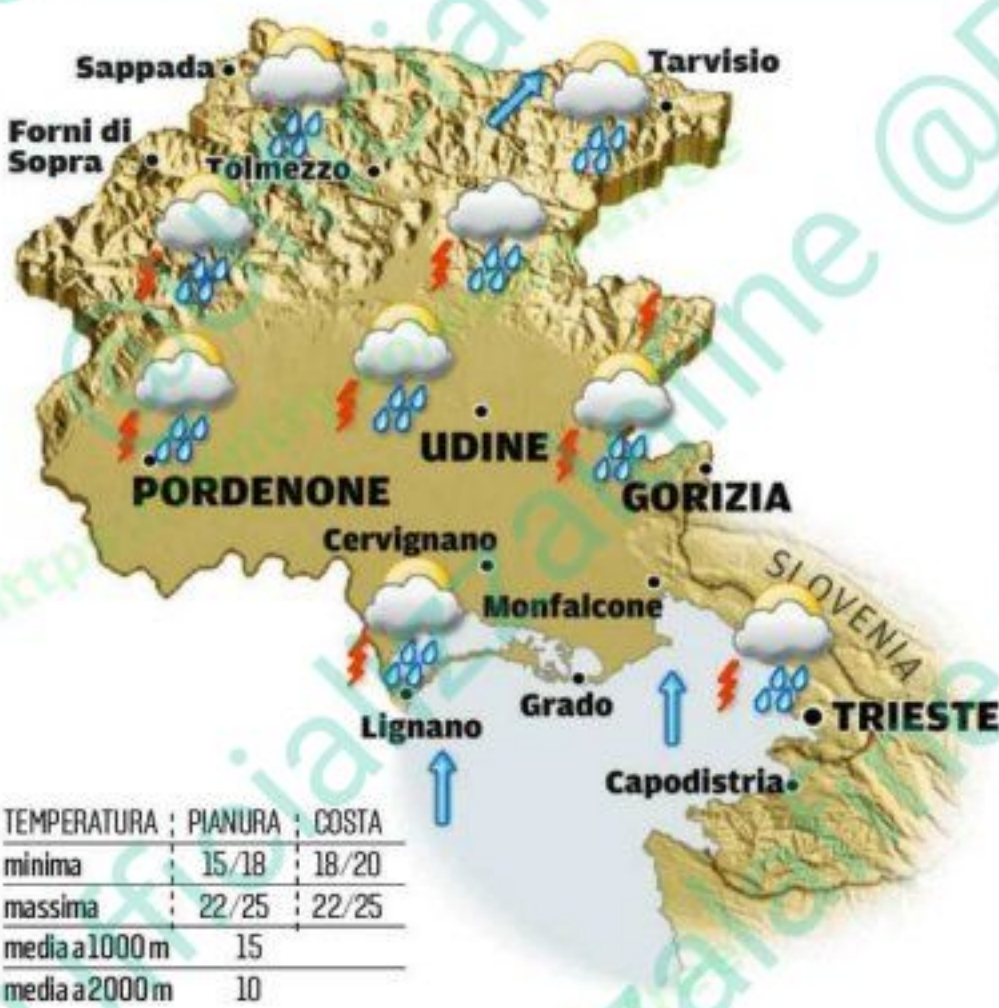 Sappada
Tarvisio
Forni di
Sopra
Tolmezzo
UDINE
PORDENONE
GORIZIA
Cervignano
SLOVENIA
Monfalcone
Grado
Lignano
TRIESTE
Capodistria
TEMPERATURA PIANURA COSTA
minima 15/18 18/20
massima 22/25 22/25
media a 1000 m 15
media a 2000 m 10